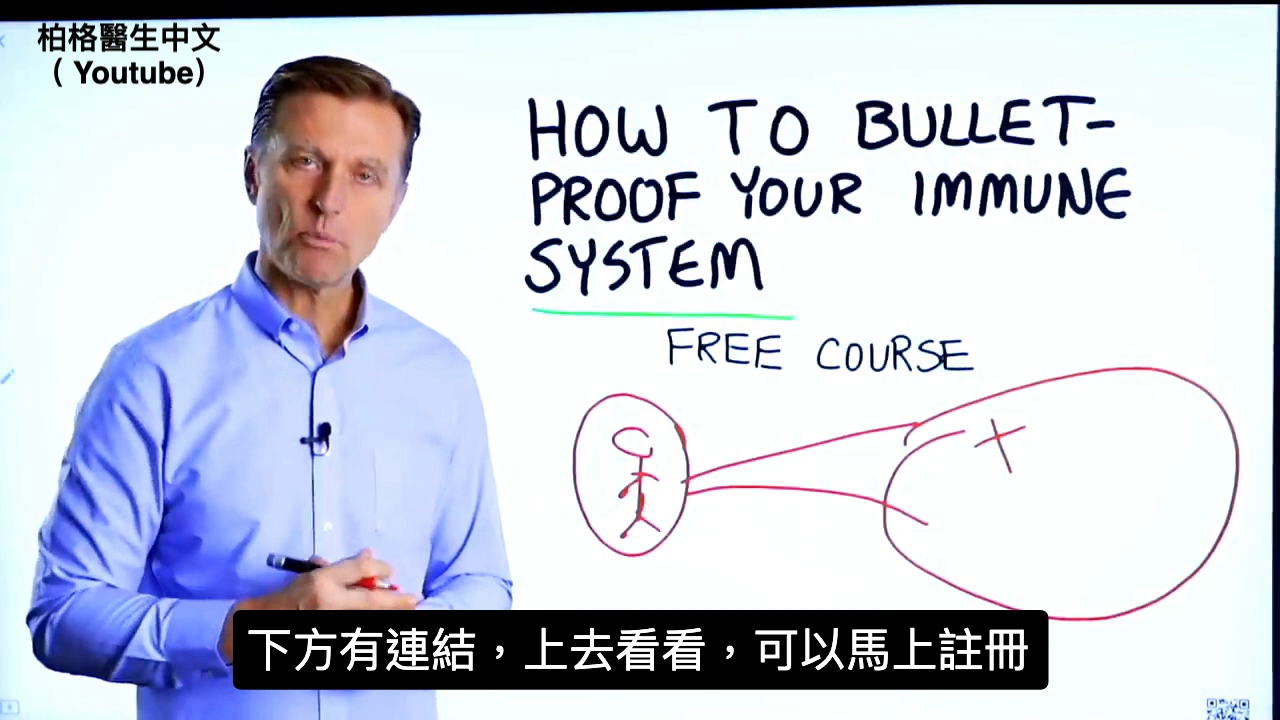 柏格醫生中文
（ Youtube）
HOW TO BULLET-
PROOF YOUR IMMUNE
SYSTEM
FREE COURSE
下方有連結，上去看看，可以馬上註冊